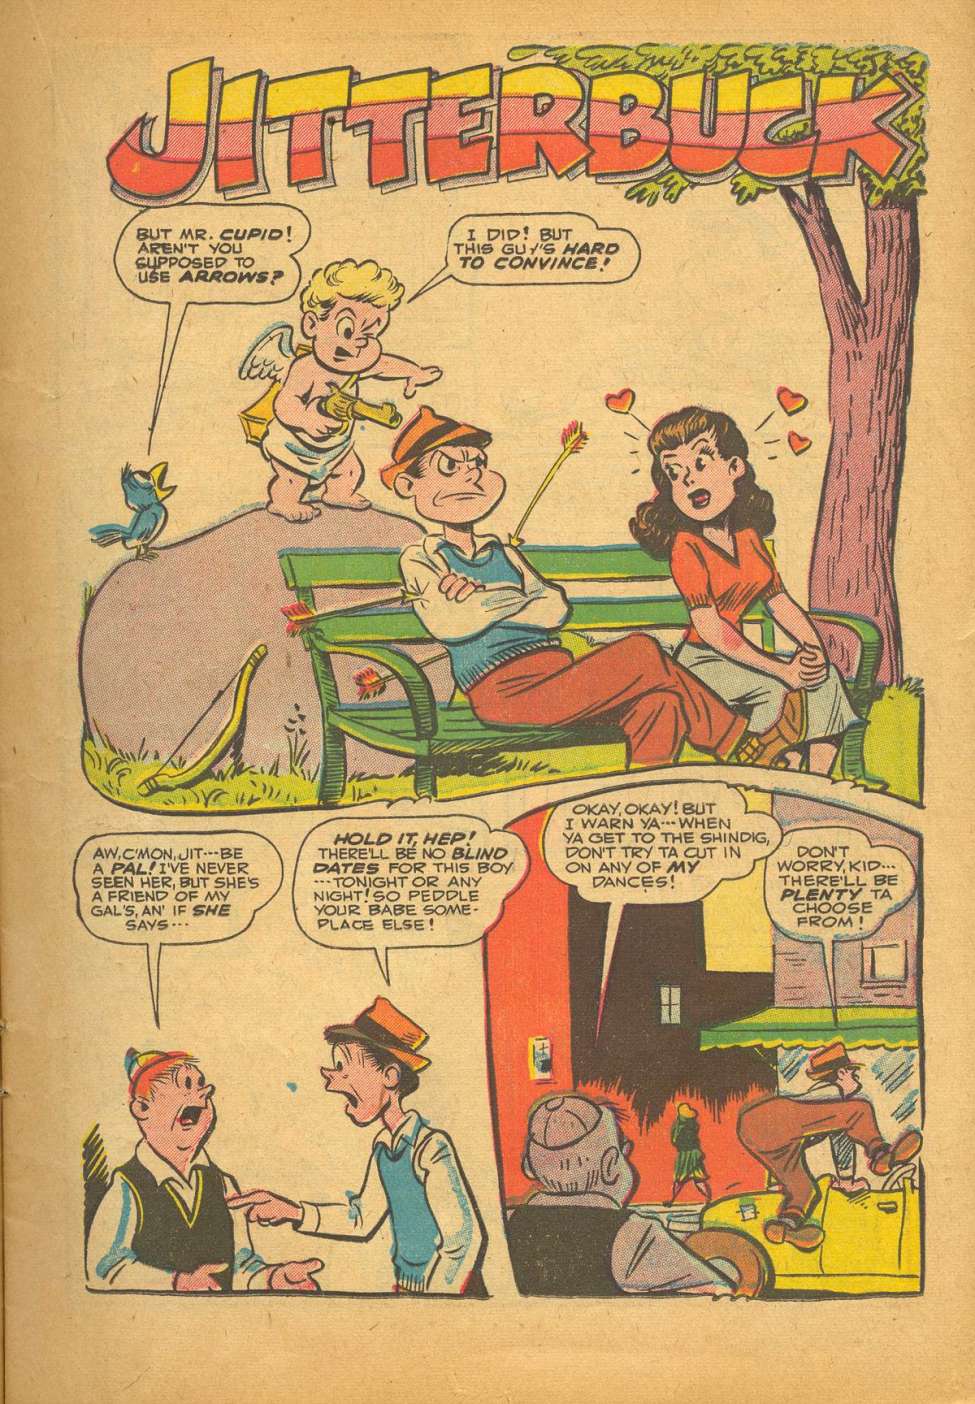 JITTERBUCK
BUT MR. CUPID!
AREN'T YOU
SUPPOSED TO
USE ARROWS?
I DID! BUT
THIS GUY'S HARD
TO CONVINCE!
AW, C'MON, JIT---BE
A PAL! I'VE NEVER
SEEN HER, BUT SHE'S
A FRIEND OF MY
GAL'S, AN' IF SHE
SAYS---
HOLD IT, HEP!
THERE'LL BE NO BLIND
DATES FOR THIS BOY
---TONIGHT OR ANY
NIGHT! SO PEDDLE
YOUR BABE SOME-
PLACE ELSE!
OKAY, OKAY! BUT
I WARN YA---WHEN
YA GET TO THE SHINDIG,
DON'T TRY TA CUT IN
ON ANY OF MY
DANCES!
DON'T
WORRY, KID---
THERE'LL BE
PLENTY TA
CHOOSE
FROM!